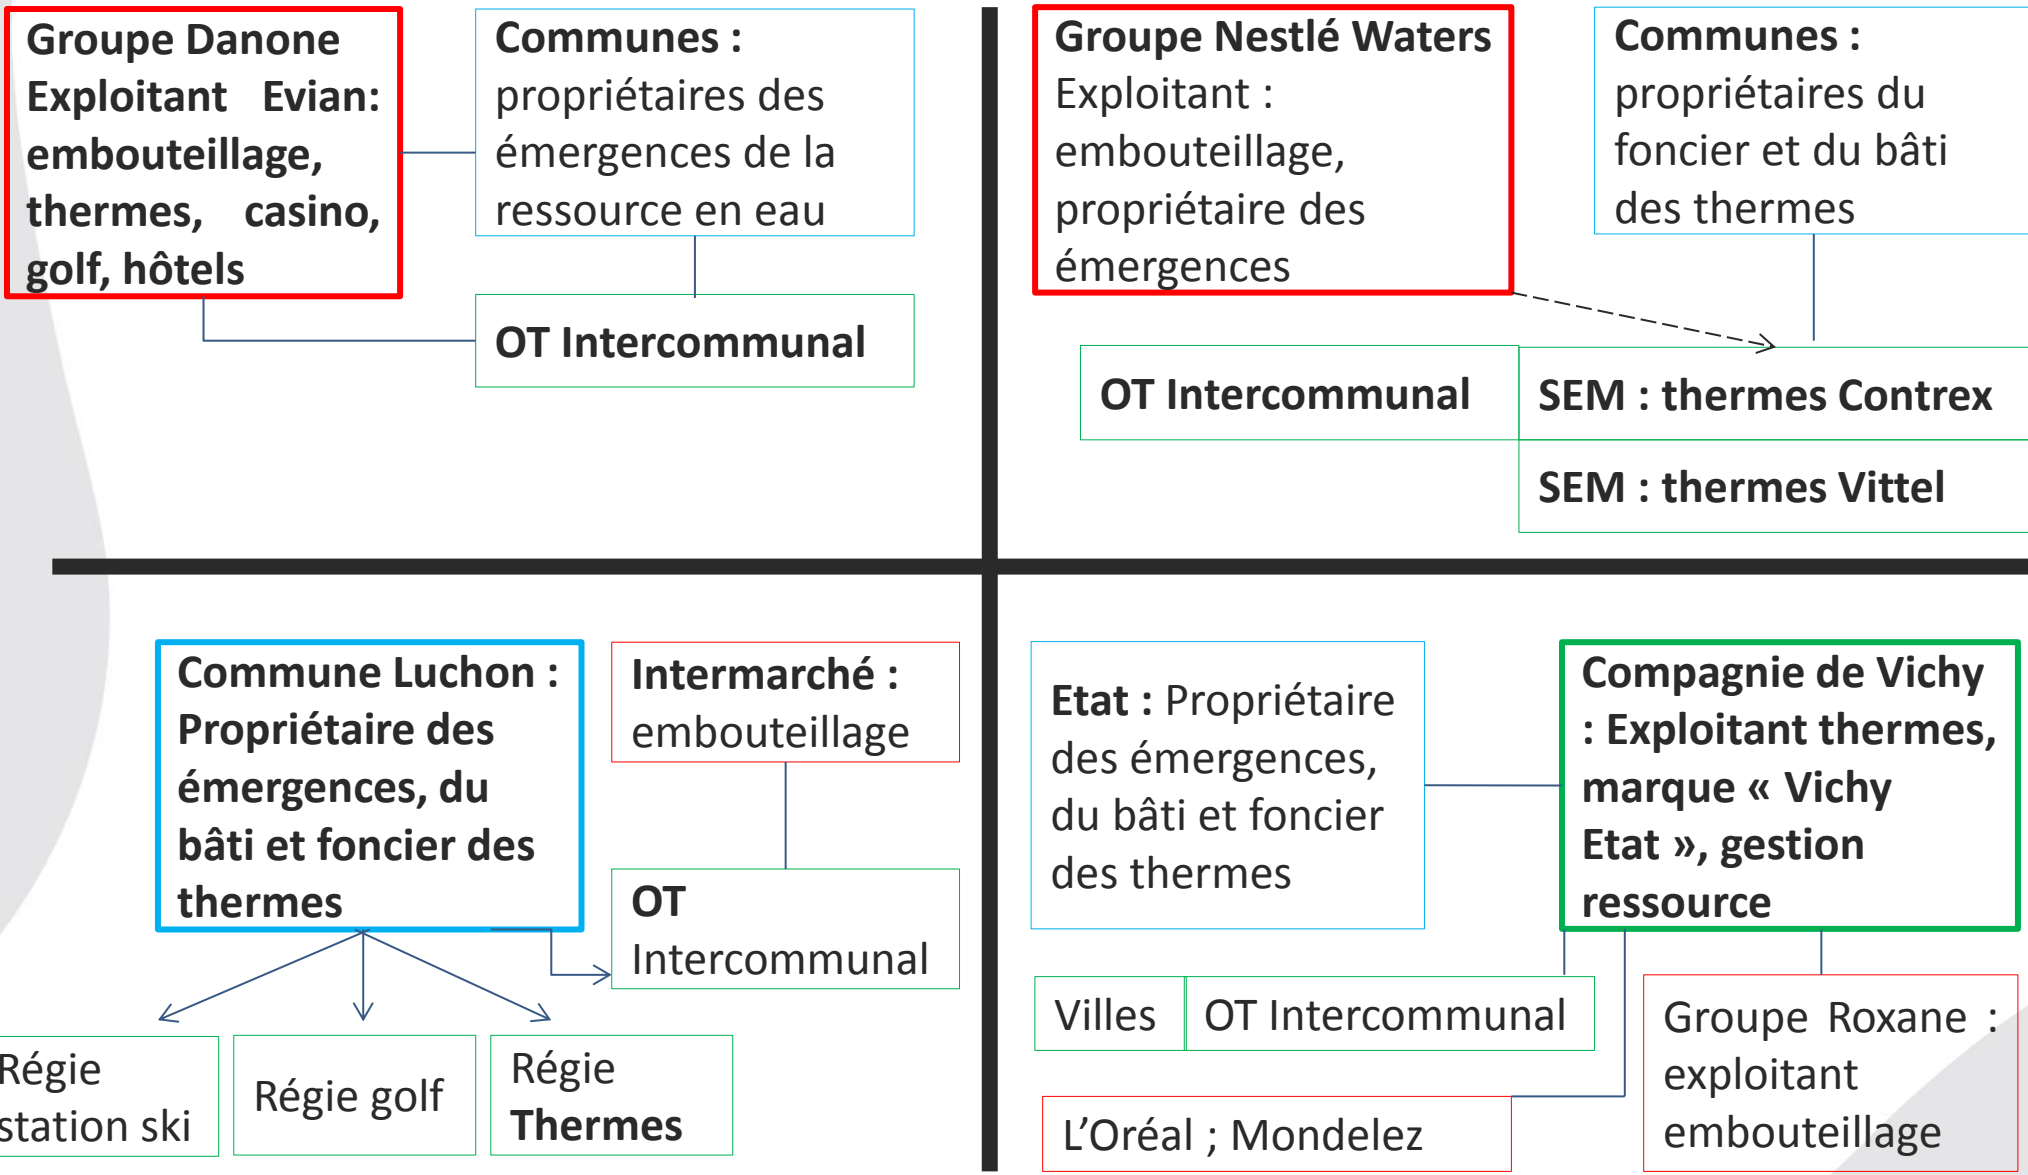 Groupe Danone
Exploitant Evian:
embouteillage,
thermes, casino,
golf, hôtels
Communes :
propriétaires des
émergences de la
ressource en eau
OT Intercommunal
Groupe Nestlé Waters
Exploitant :
embouteillage,
propriétaire des
émergences
Communes :
propriétaires du
foncier et du bâti
des thermes
OT Intercommunal
SEM : thermes Contrex
SEM : thermes Vittel
Commune Luchon :
Propriétaire des
émergences, du
bâti et foncier des
thermes
Intermarché :
embouteillage
OT
Intercommunal
Régie
station ski
Régie golf
Régie
Thermes
Etat : Propriétaire
des émergences,
du bâti et foncier
des thermes
Compagnie de Vichy
: Exploitant thermes,
marque « Vichy
Etat », gestion
ressource
Villes
OT Intercommunal
L’Oréal ; Mondelez
Groupe Roxane :
exploitant
embouteillage